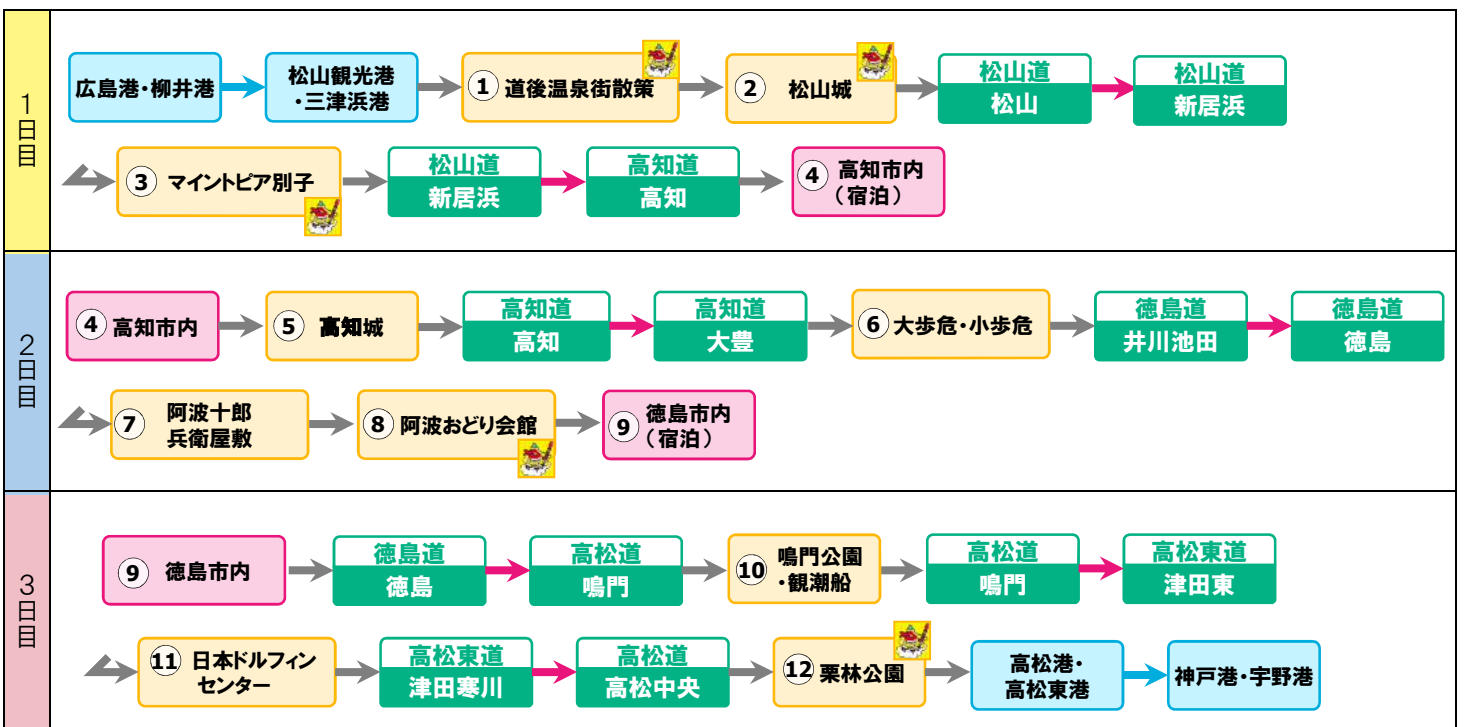 1日目
広島港・柳井港
松山観光港
・三津浜港
① 道後温泉街散策
② 松山城
松山道
松山
松山道
新居浜
③ マイントピア別子
松山道
新居浜
高知道
高知
④ 高知市内
(宿泊)
2日目
④ 高知市内
⑤ 高知城
高知道
高知
高知道
大豊
⑥ 大歩危・小歩危
徳島道
井川池田
徳島道
徳島
⑦ 阿波十郎
兵衛屋敷
⑧ 阿波おどり会館
⑨ 徳島市内
(宿泊)
3日目
⑨ 徳島市内
徳島道
徳島
高松道
鳴門
⑩ 鳴門公園
・観潮船
高松道
鳴門
高松東道
津田東
⑪ 日本ドルフィン
センター
高松東道
津田寒川
高松道
高松中央
⑫ 栗林公園
高松港・
高松東港
神戸港・宇野港